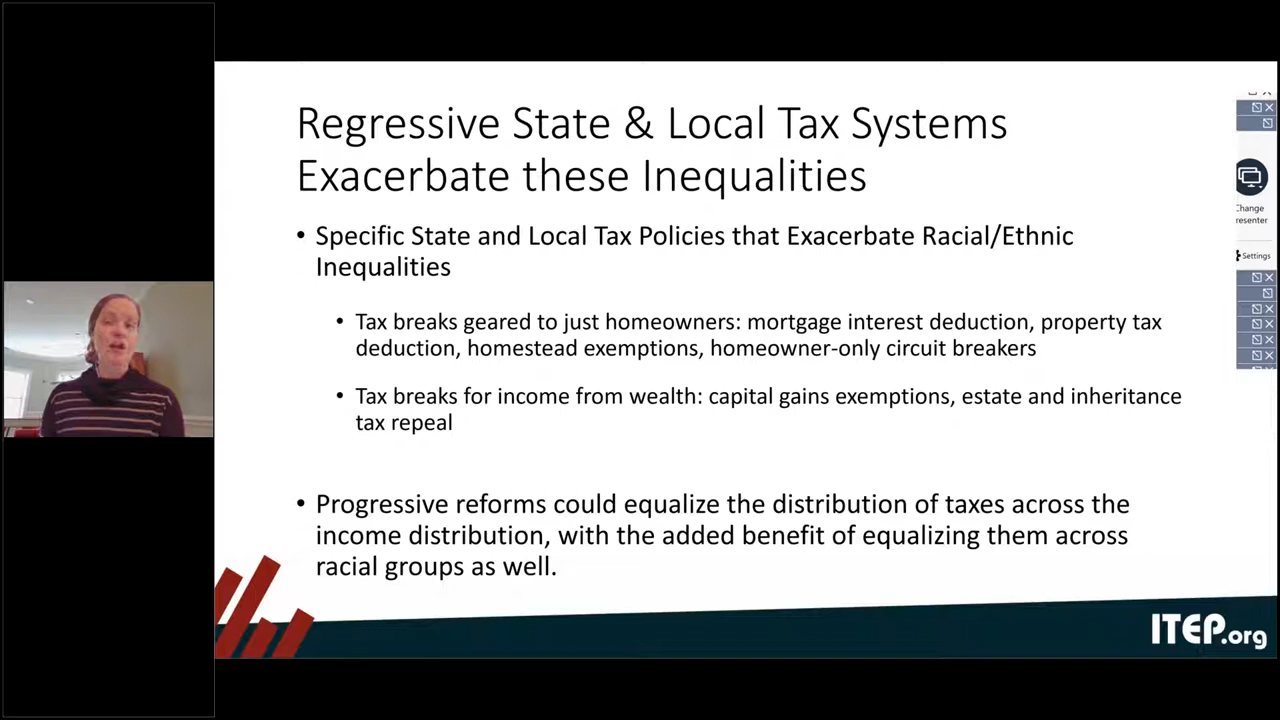 Regressive State & Local Tax Systems
Exacerbate these Inequalities
• Specific State and Local Tax Policies that Exacerbate Racial/Ethnic
Inequalities
• Tax breaks geared to just homeowners: mortgage interest deduction, property tax
deduction, homestead exemptions, homeowner-only circuit breakers
• Tax breaks for income from wealth: capital gains exemptions, estate and inheritance
tax repeal
• Progressive reforms could equalize the distribution of taxes across the
income distribution, with the added benefit of equalizing them across
racial groups as well.
ITEP.org
Change
resenter
Settings